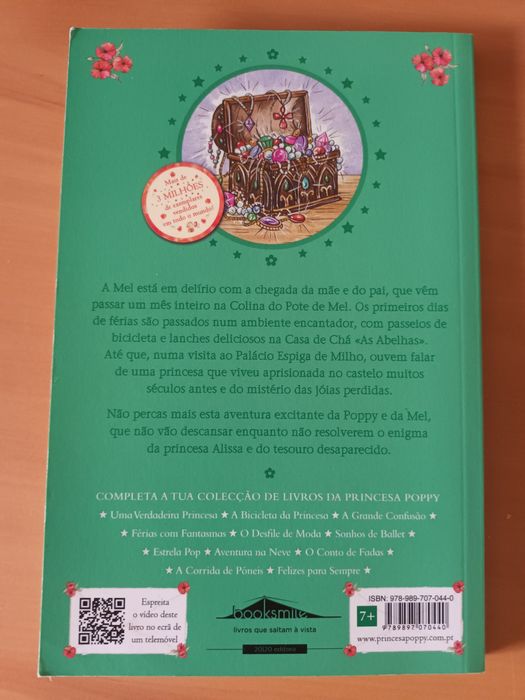 Mais de
3 MILHÕES
de exemplares
vendidos
em todo o mundo!
A Mel está em delírio com a chegada da mãe e do pai, que vêm
passar um mês inteiro na Colina do Pote de Mel. Os primeiros dias
de férias são passados num ambiente encantador, com passeios de
bicicleta e lanches deliciosos na Casa de Chá «As Abelhas».
Até que, numa visita ao Palácio Espiga de Milho, ouvem falar
de uma princesa que viveu aprisionada no castelo muitos
séculos antes e do mistério das jóias perdidas.
Não percas mais esta aventura excitante da Poppy e da Mel,
que não vão descansar enquanto não resolverem o enigma
da princesa Alissa e do tesouro desaparecido.
COMPLETA A TUA COLECÇÃO DE LIVROS DA PRINCESA POPPY
★ Uma Verdadeira Princesa ★ A Bicicleta da Princesa ★ A Grande Confusão ★
★ Férias com Fantasmas ★ O Desfile de Moda ★ Sonhos de Ballet ★
★ Estrela Pop ★ Aventura na Neve ★ O Conto de Fadas ★
★ A Corrida de Póneis ★ Felizes para Sempre ★
Espreita
o vídeo deste
livro no ecrã de
um telemóvel
booksmile
livros que saltam à vista
20|20 editora
ISBN: 978-989-707-044-0
7+
9789897070440
www.princesapoppy.com.pt